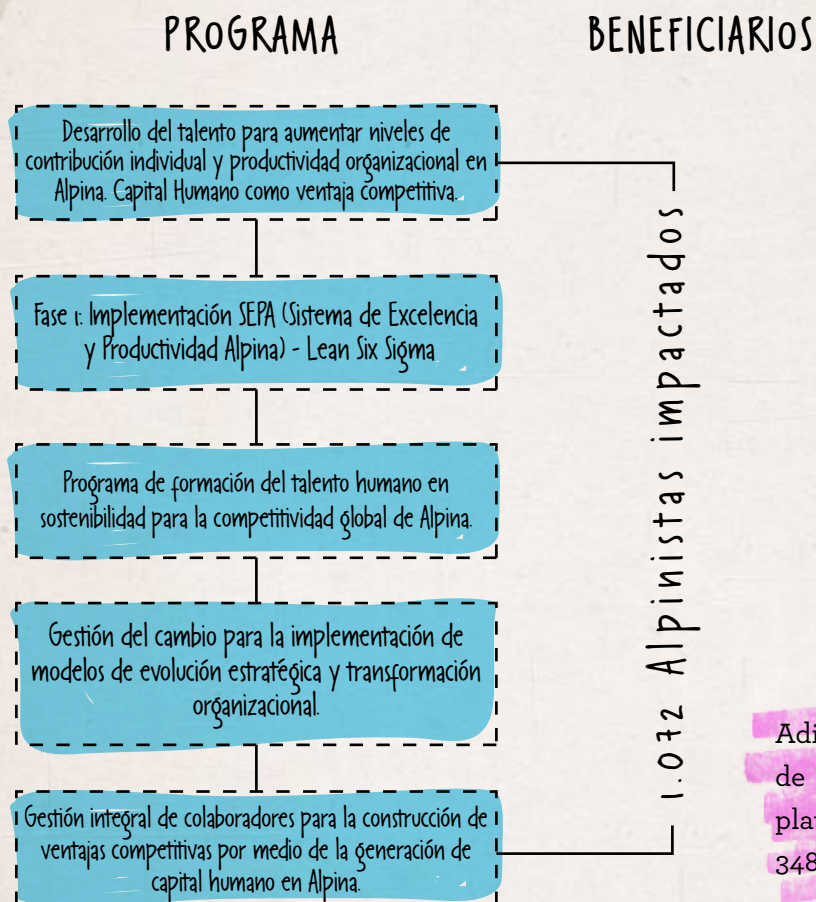 PROGRAMA
BENEFICIARIOS
Desarrollo del talento para aumentar niveles de
contribución individual y productividad organizacional en
Alpina. Capital Humano como ventaja competitiva.
Fase 1: Implementación SEPA (Sistema de Excelencia
y Productividad Alpina) - Lean Six Sigma
Programa de formación del talento humano en
sostenibilidad para la competitividad global de Alpina.
Gestión del cambio para la implementación de
modelos de evolución estratégica y transformación
organizacional.
Gestión integral de colaboradores para la construcción de
ventajas competitivas por medio de la generación de
capital humano en Alpina.
1.072 Alpinistas impactados
de
348